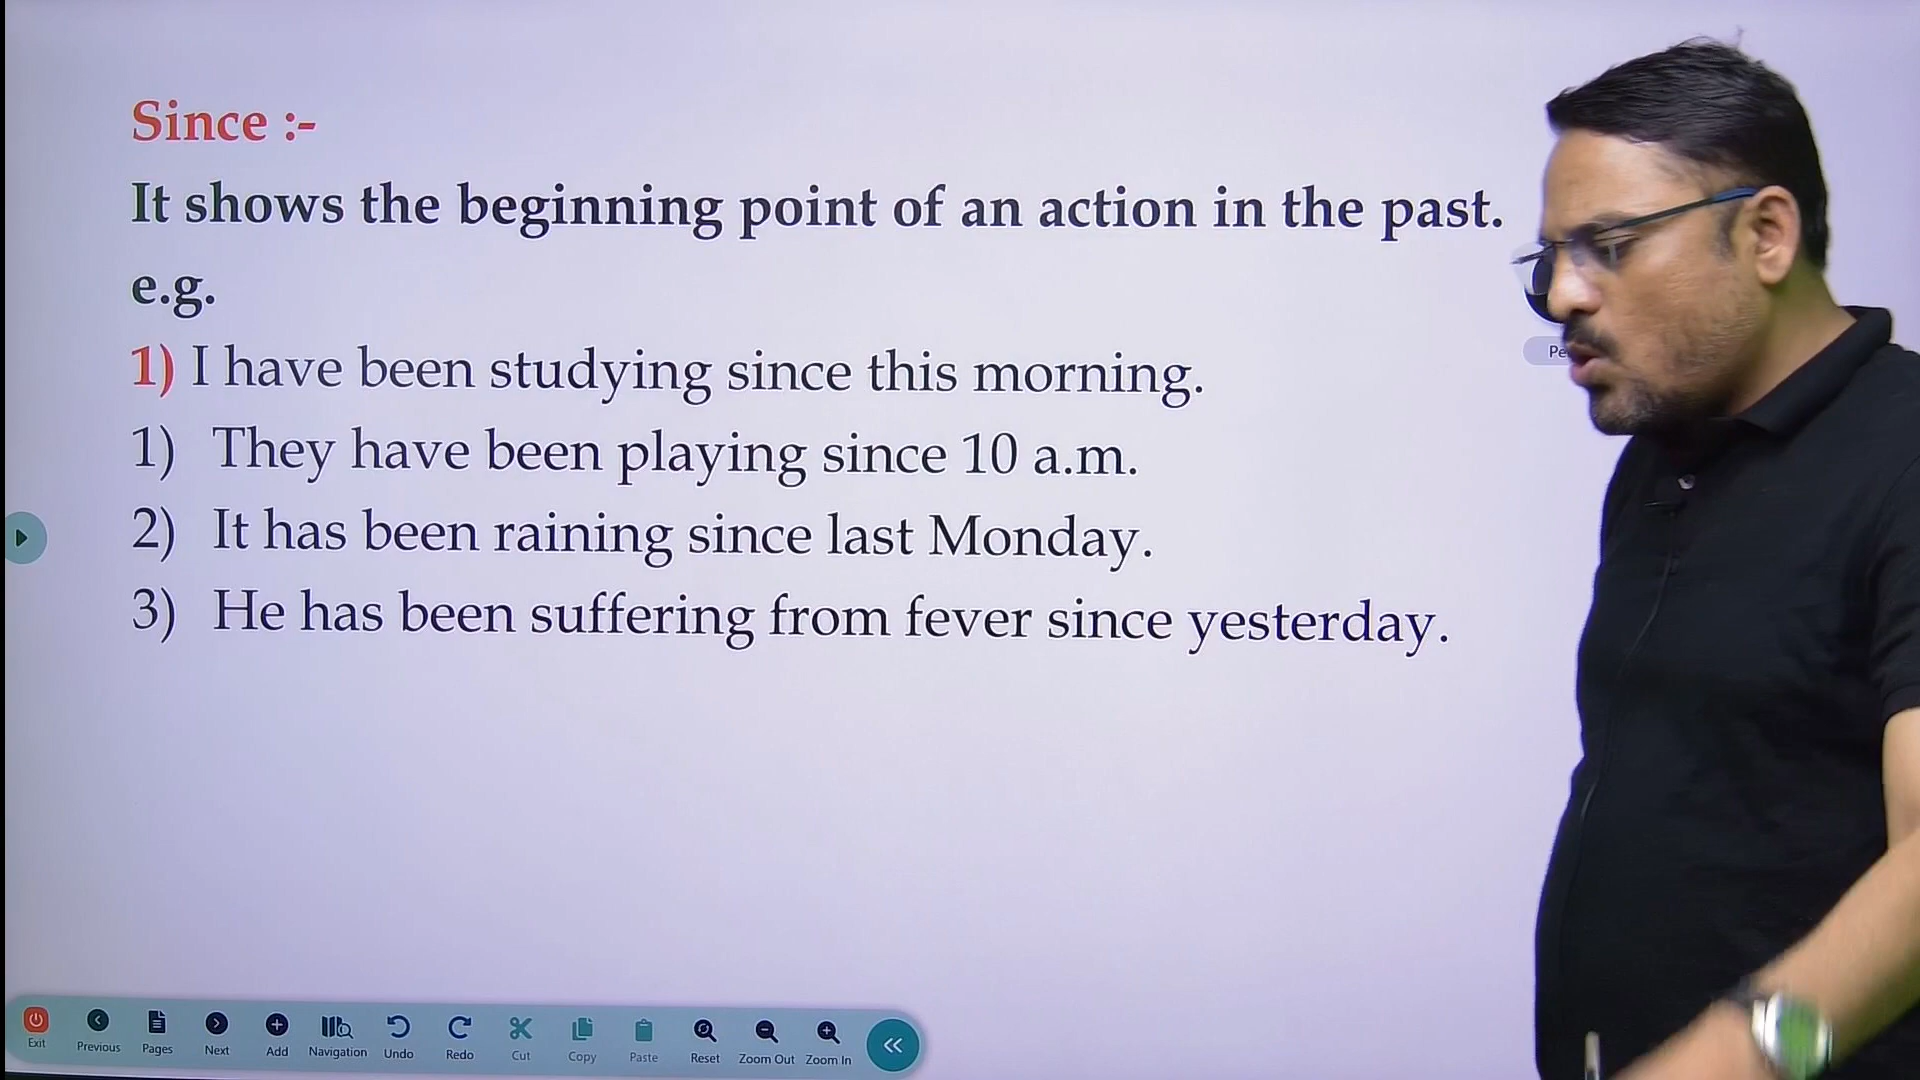 Since :-
It shows the beginning point of an action in the past.
e.g.
1) I have been studying since this morning.
1) They have been playing since 10 a.m.
2) It has been raining since last Monday.
3) He has been suffering from fever since yesterday.
Exit Previous Pages Next Add Navigation Undo Redo Cut Copy Paste Reset Zoom Out Zoom In